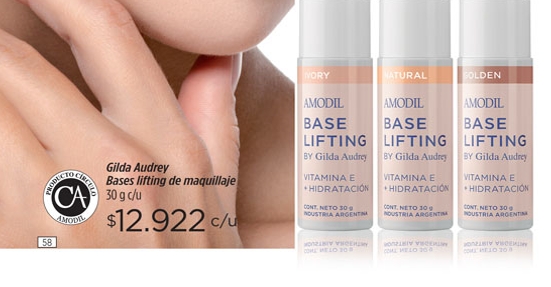 Gilda Audrey
Bases lifting de maquillaje
30 g c/u
$12.922 c/u
PRODUCTO CÍRCULO
CA
AMODIL
58
IVORY
AMODIL
BASE
LIFTING
BY Gilda Audrey
VITAMINA E
+HIDRATACIÓN
CONT. NETO 30 g
INDUSTRIA ARGENTINA
NATURAL
AMODIL
BASE
LIFTING
BY Gilda Audrey
VITAMINA E
+HIDRATACIÓN
CONT. NETO 30 g
INDUSTRIA ARGENTINA
GOLDEN
AMODIL
BASE
LIFTING
BY Gilda Audrey
VITAMINA E
+HIDRATACIÓN
CONT. NETO 30 g
INDUSTRIA ARGENTINA